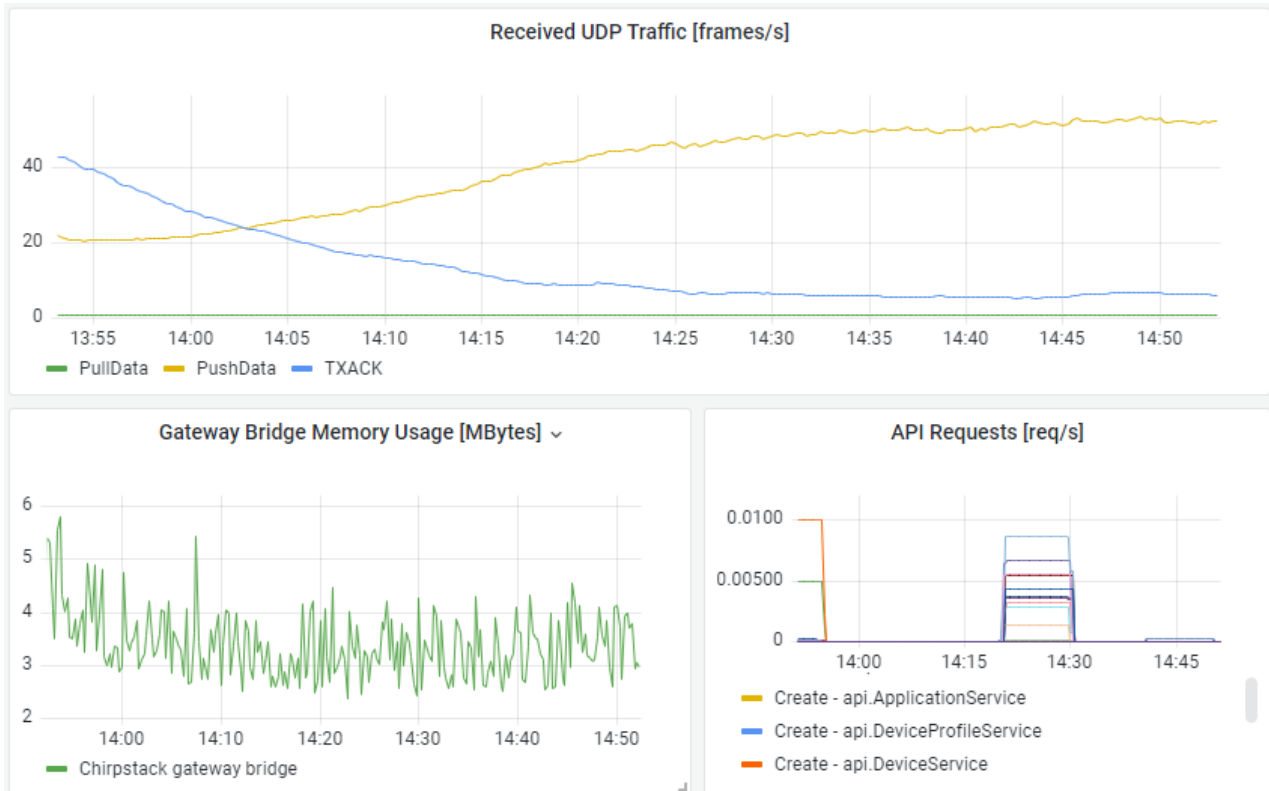 Received UDP Traffic [frames/s]
40
20
0
13:55 14:00 14:05 14:10 14:15 14:20 14:25 14:30 14:35 14:40 14:45 14:50
PullData PushData TXACK
Gateway Bridge Memory Usage [MBytes]
6
5
4
3
2
14:00 14:10 14:20 14:30 14:40 14:50
Chirpstack gateway bridge
API Requests [req/s]
0.0100
0.00500
0
14:00 14:15 14:30 14:45
Create - api.ApplicationService
Create - api.DeviceProfileService
Create - api.DeviceService